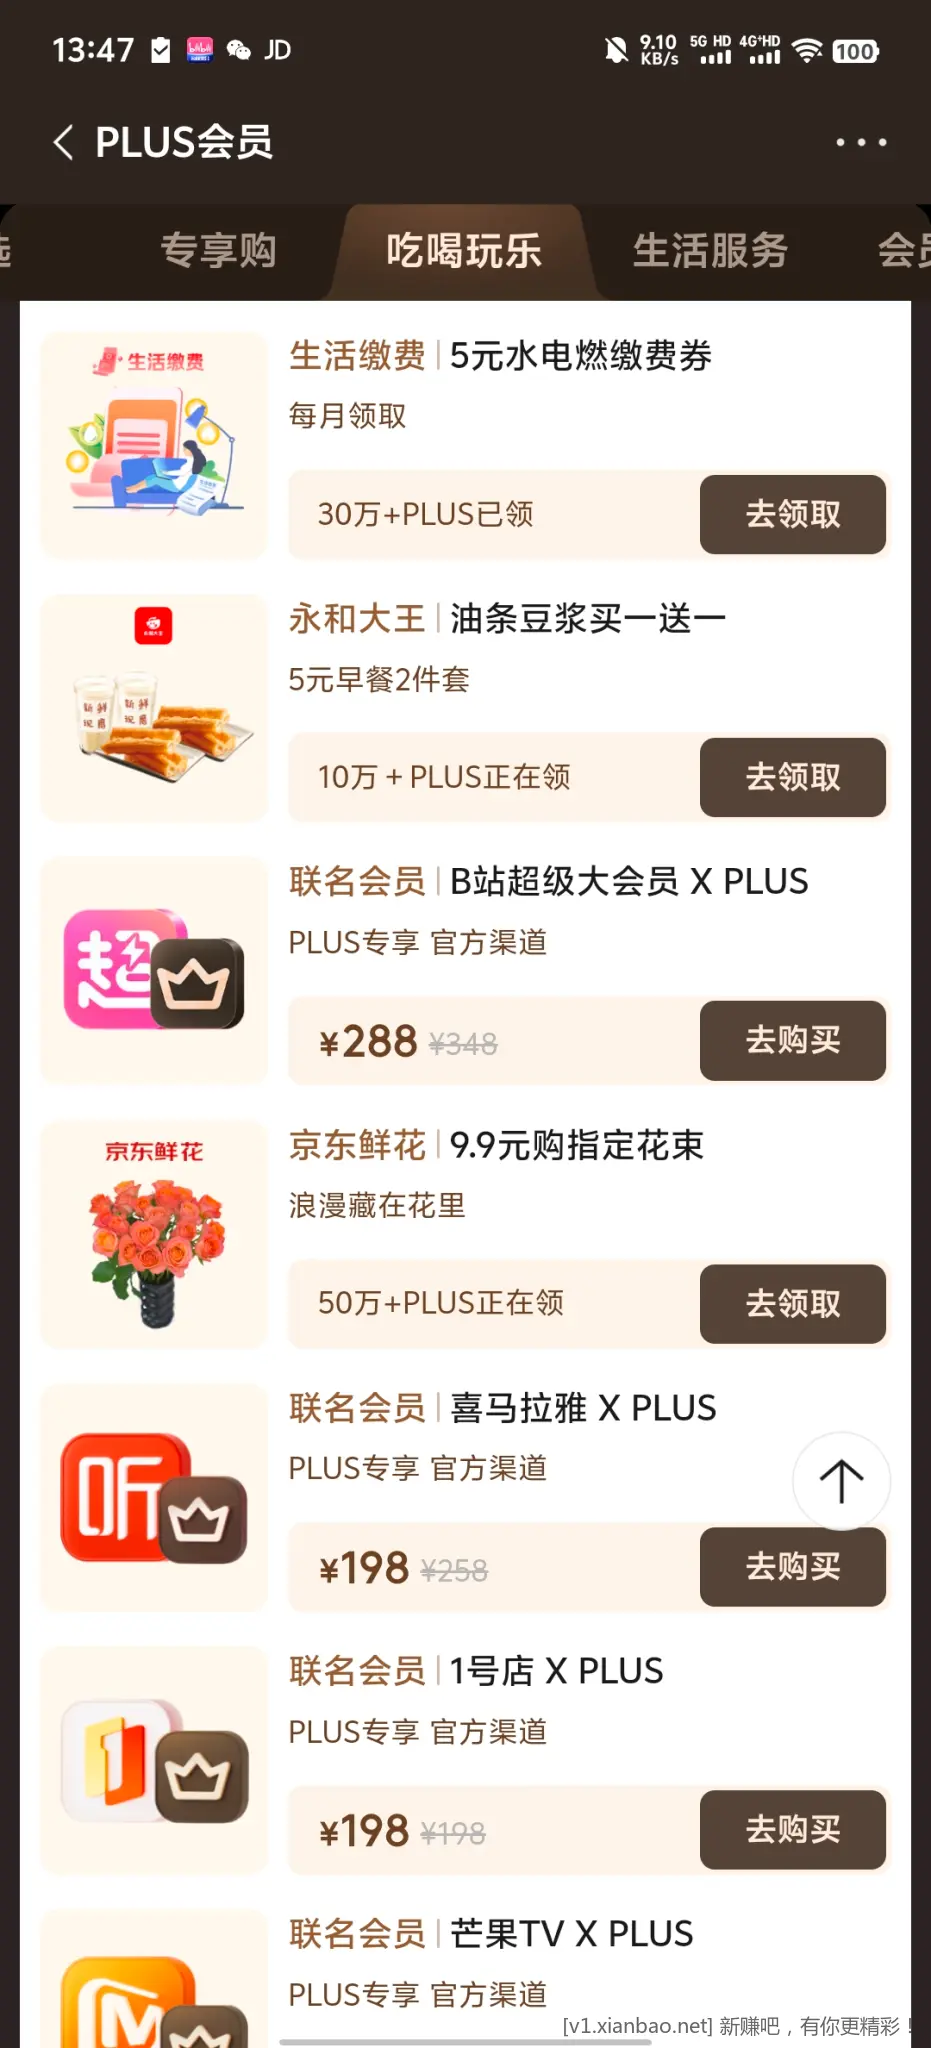 13:47 JD 9.10 KB/s 5G HD 4G+HD 100
PLUS会员
选 专享购 吃喝玩乐 生活服务 会员
生活缴费
生活缴费 | 5元水电燃缴费券
每月领取
30万+PLUS已领 去领取
永和大王 | 油条豆浆买一送一
5元早餐2件套
新鲜 新鲜
现磨 现磨
10万+PLUS正在领 去领取
联名会员 | B站超级大会员 X PLUS
PLUS专享 官方渠道
超
¥288 ¥348 去购买
京东鲜花
京东鲜花 | 9.9元购指定花束
浪漫藏在花里
50万+PLUS正在领 去领取
联名会员 | 喜马拉雅 X PLUS
PLUS专享 官方渠道
听
¥198 ¥258 去购买
联名会员 | 1号店 X PLUS
PLUS专享 官方渠道
1
¥198 ¥198 去购买
联名会员 | 芒果TV X PLUS
PLUS专享 官方渠道
M
[v1.xianbao.net] 新赚吧，有你更精彩！